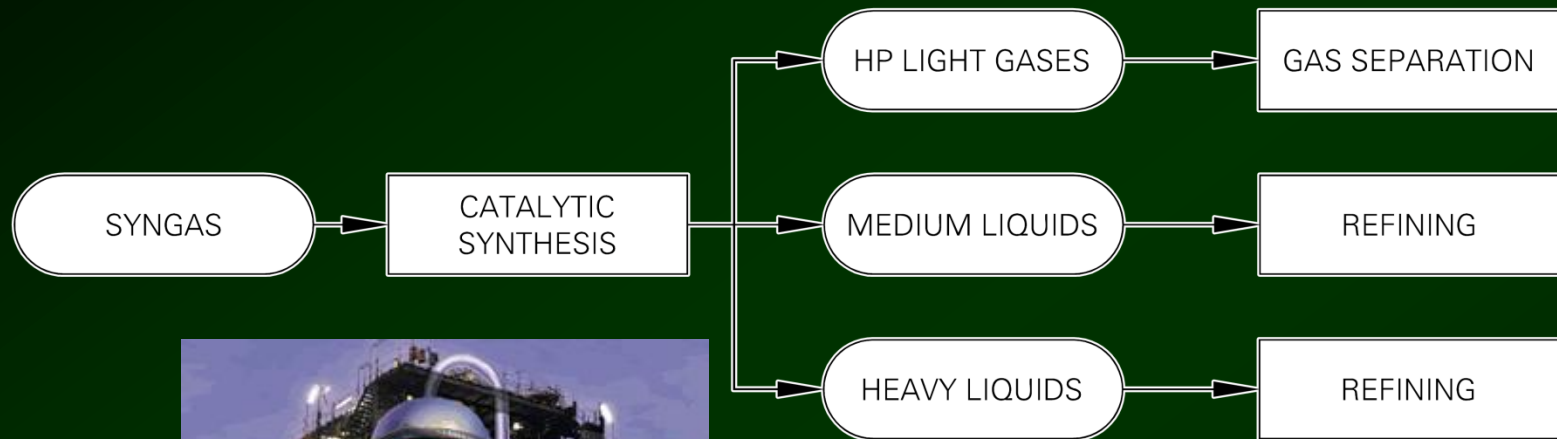 HP LIGHT GASES
GAS SEPARATION
SYNGAS
CATALYTIC
SYNTHESIS
MEDIUM LIQUIDS
REFINING
HEAVY LIQUIDS
REFINING